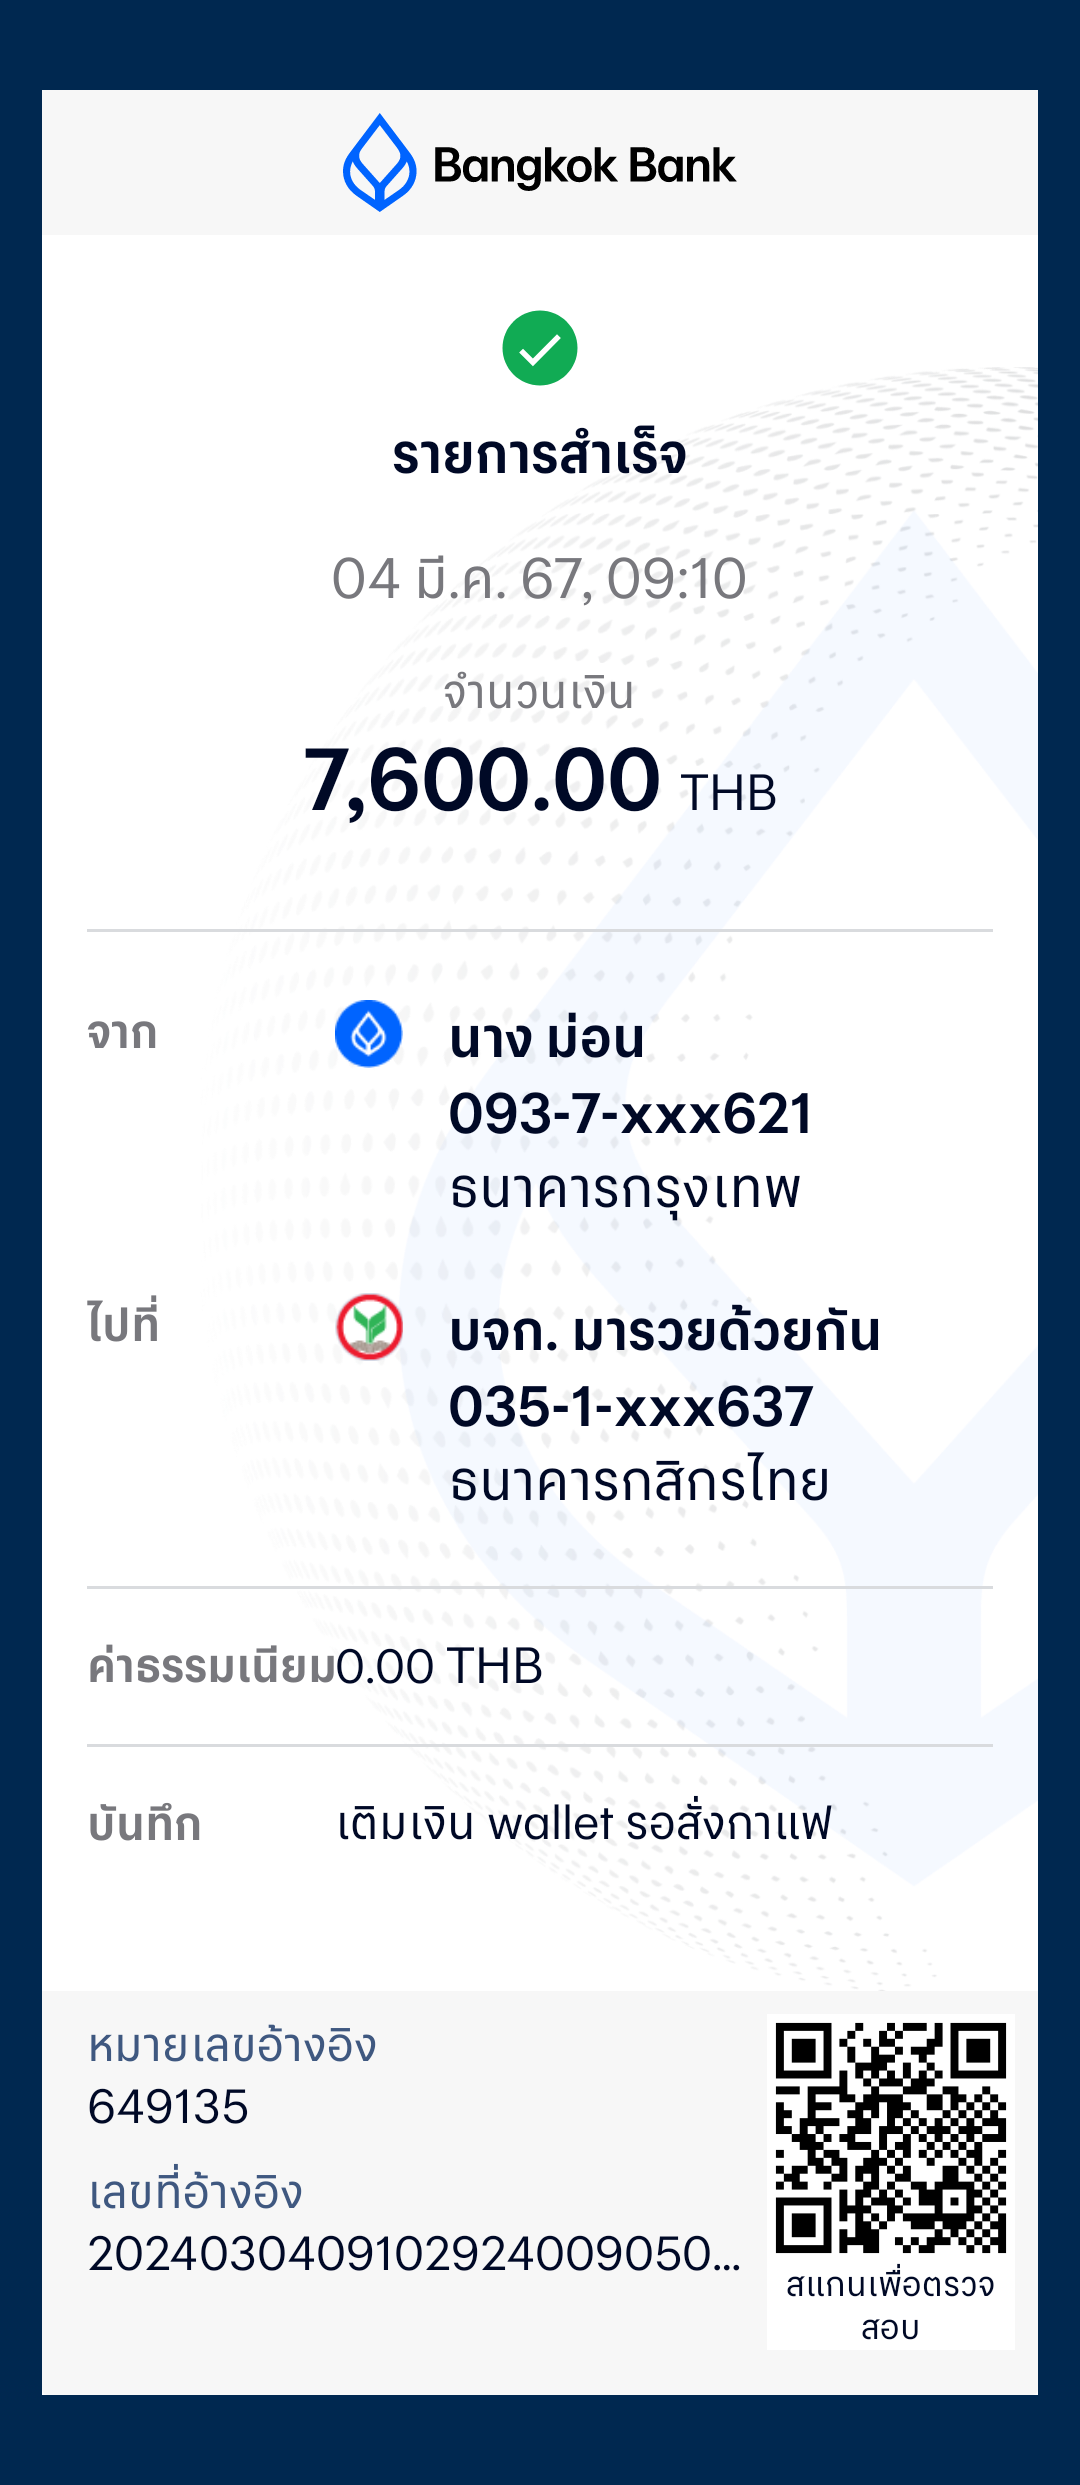 Bangkok Bank
รายการสำเร็จ
04 มี.ค. 67, 09:10
จำนวนเงิน
7,600.00 THB
จาก
นาง ม่อน
093-7-xxx621
ธนาคารกรุงเทพ
ไปที่
บจก. มารวยด้วยกัน
035-1-xxx637
ธนาคารกสิกรไทย
ค่าธรรมเนียม 0.00 THB
บันทึก เติมเงิน wallet รอสั่งกาแฟ
หมายเลขอ้างอิง
649135
เลขที่อ้างอิง
2024030409102924009050...
สแกนเพื่อตรวจ
สอบ